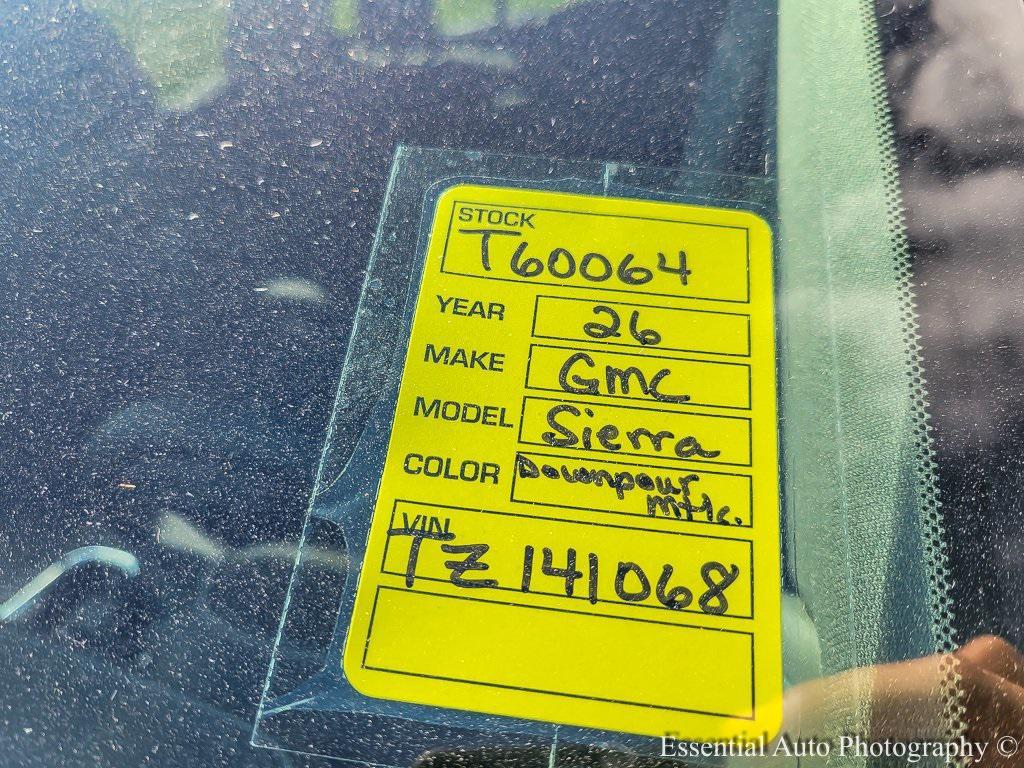 STOCK
T60064
YEAR 26
MAKE GMC
MODEL Sierra
COLOR Downpour
Mtlc.
VIN
TZ141068
Essential Auto Photography ©